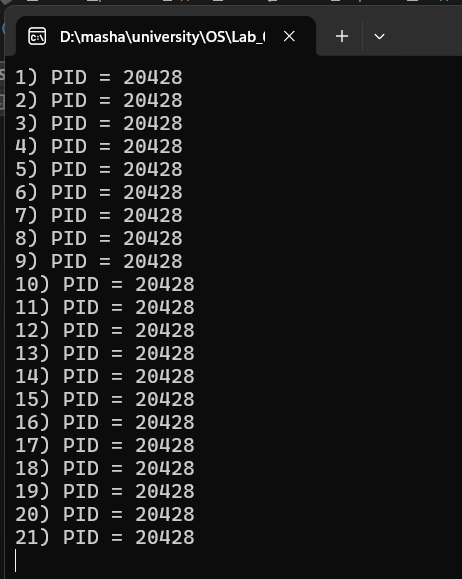 D:\masha\university\OS\Lab_
1) PID = 20428
2) PID = 20428
3) PID = 20428
4) PID = 20428
5) PID = 20428
6) PID = 20428
7) PID = 20428
8) PID = 20428
9) PID = 20428
10) PID = 20428
11) PID = 20428
12) PID = 20428
13) PID = 20428
14) PID = 20428
15) PID = 20428
16) PID = 20428
17) PID = 20428
18) PID = 20428
19) PID = 20428
20) PID = 20428
21) PID = 20428